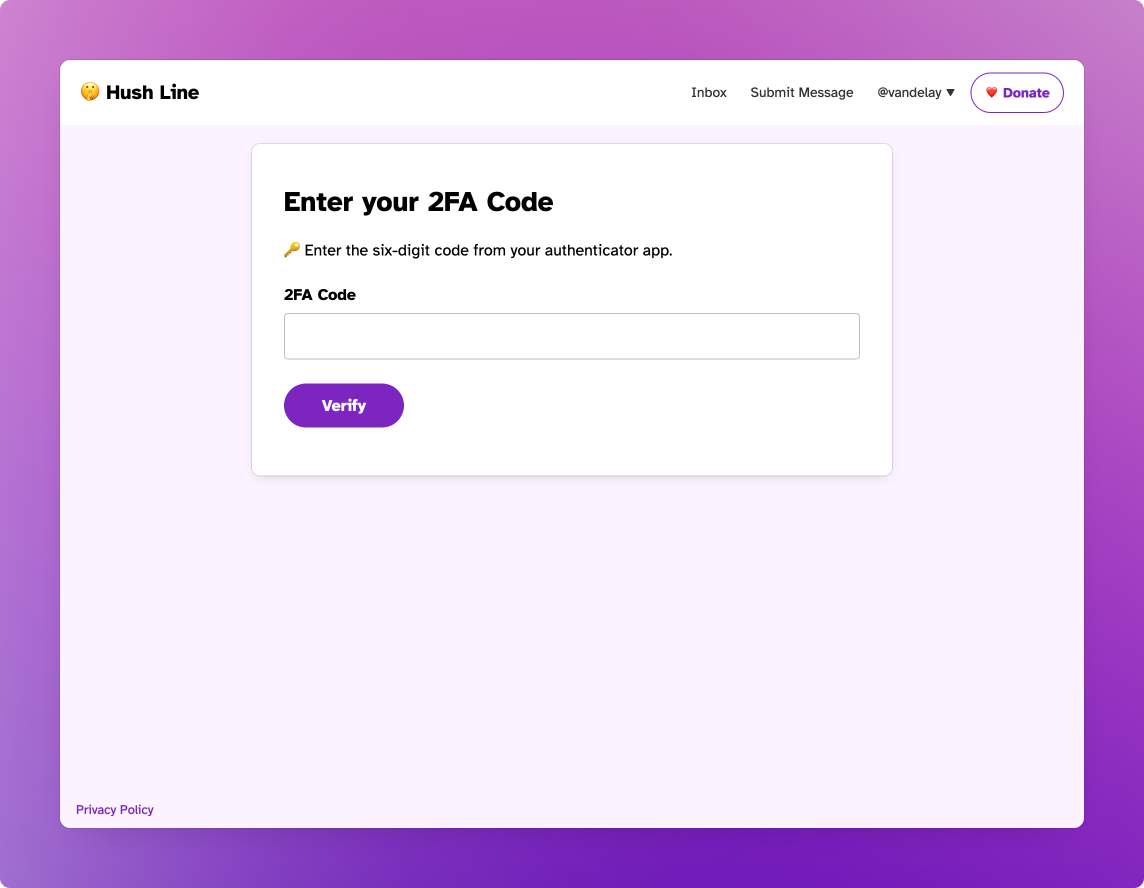 🤫 Hush Line
Inbox Submit Message @vandelay ▼ ❤️ Donate
Enter your 2FA Code
🔑 Enter the six-digit code from your authenticator app.
2FA Code
Verify
Privacy Policy